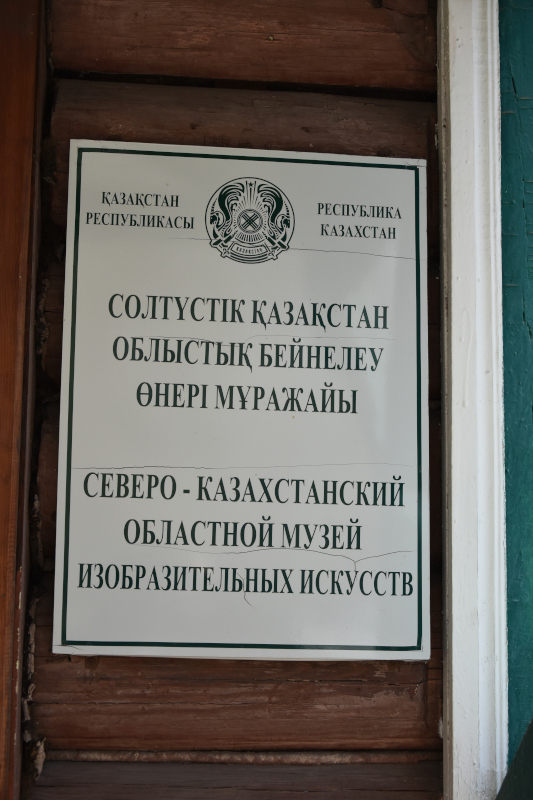 ҚАЗАҚСТАН
РЕСПУБЛИКАСЫ
РЕСПУБЛИКА
КАЗАХСТАН
СОЛТҮСТІК ҚАЗАҚСТАН
ОБЛЫСТЫҚ БЕЙНЕЛЕУ
ӨНЕРІ МҰРАЖАЙЫ
СЕВЕРО - КАЗАХСТАНСКИЙ
ОБЛАСТНОЙ МУЗЕЙ
ИЗОБРАЗИТЕЛЬНЫХ ИСКУССТВ